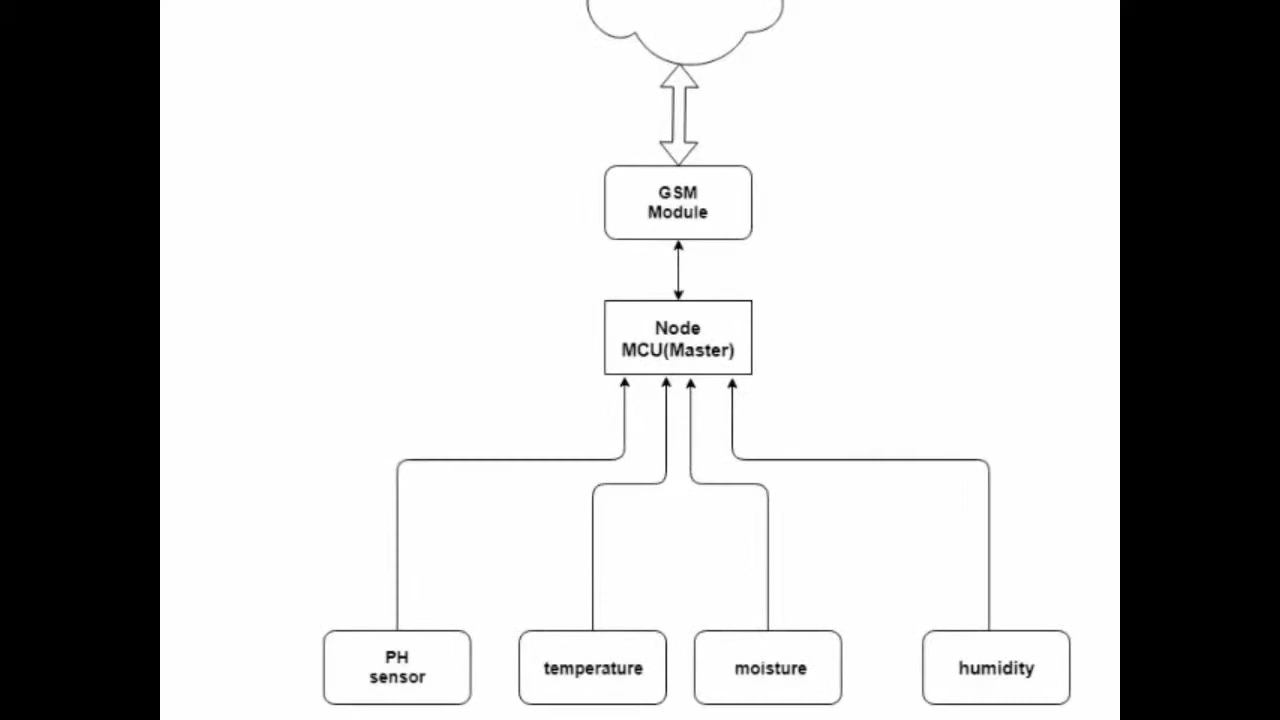 GSM
Module
Node
MCU(Master)
PH
sensor
temperature
moisture
humidity